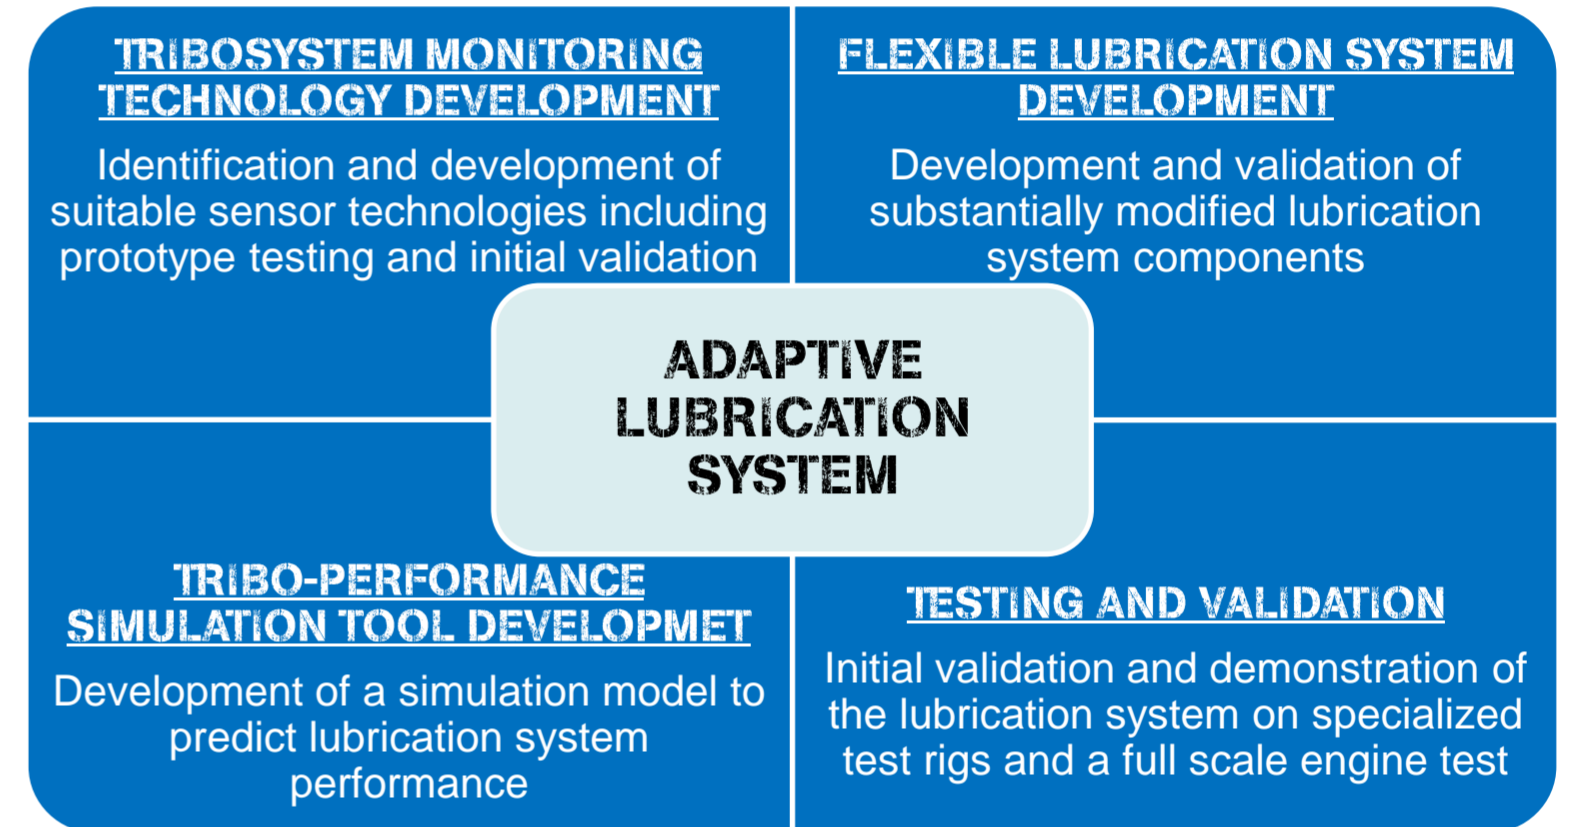 TRIBOSYSTEM MONITORING
TECHNOLOGY DEVELOPMENT
Identification and development of
suitable sensor technologies including
prototype testing and initial validation
FLEXIBLE LUBRICATION SYSTEM
DEVELOPMENT
Development and validation of
substantially modified lubrication
system components
ADAPTIVE
LUBRICATION
SYSTEM
TRIBO-PERFORMANCE
SIMULATION TOOL DEVELOPMET
Development of a simulation model to
predict lubrication system
performance
TESTING AND VALIDATION
Initial validation and demonstration of
the lubrication system on specialized
test rigs and a full scale engine test